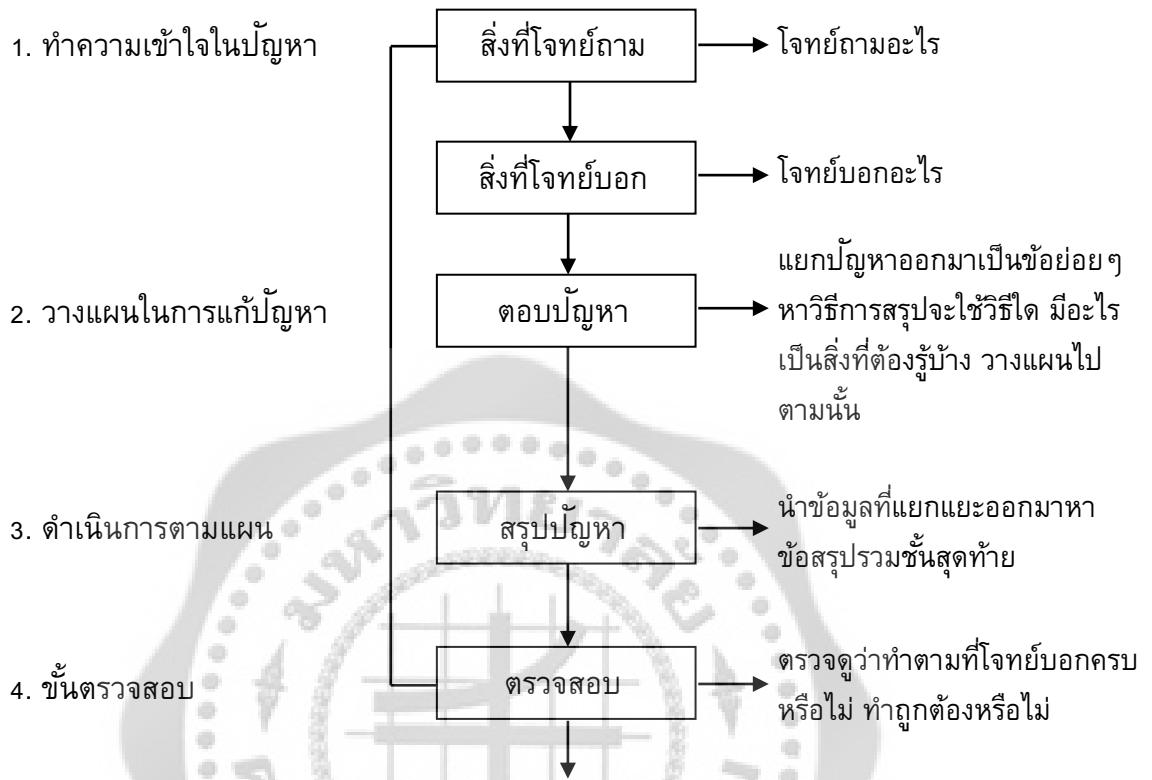 1. ทำความเข้าใจในปัญหา
สิ่งที่โจทย์ถาม
โจทย์ถามอะไร
สิ่งที่โจทย์บอก
โจทย์บอกอะไร
2. วางแผนในการแก้ปัญหา
ตอบปัญหา
แยกปัญหาออกมาเป็นข้อย่อยๆ
หาวิธีการสรุปจะใช้วิธีใด มีอะไร
เป็นสิ่งที่ต้องรู้บ้าง วางแผนไป
ตามนั้น
3. ดำเนินการตามแผน
สรุปปัญหา
นำข้อมูลที่แยกแยะออกมาหา
ข้อสรุปรวมชั้นสุดท้าย
4. ขั้นตรวจสอบ
ตรวจสอบ
ตรวจดูว่าทำตามที่โจทย์บอกครบ
หรือไม่ ทำถูกต้องหรือไม่
มหาวิทยาลัย